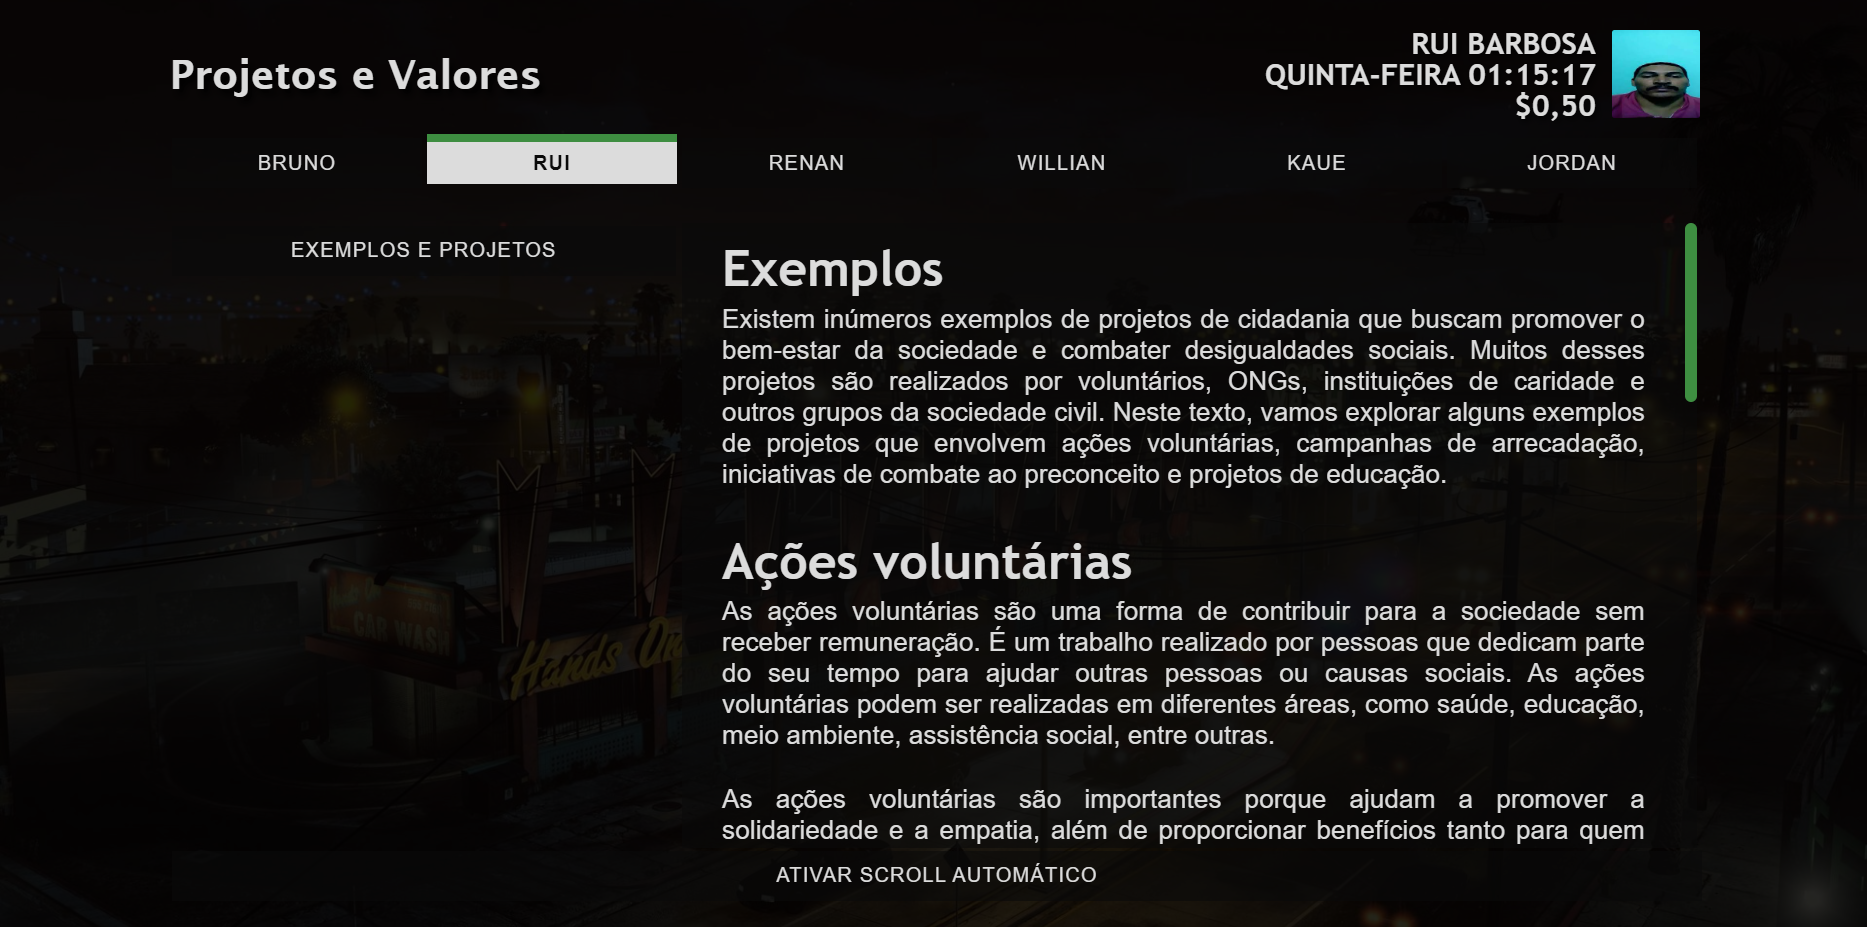 Projetos e Valores
RUI BARBOSA
QUINTA-FEIRA 01:15:17
$0,50
BRUNO
RUI
RENAN
WILLIAN
KAUE
JORDAN
EXEMPLOS E PROJETOS
Exemplos
Existem inúmeros exemplos de projetos de cidadania que buscam promover o
bem-estar da sociedade e combater desigualdades sociais. Muitos desses
projetos são realizados por voluntários, ONGs, instituições de caridade e
outros grupos da sociedade civil. Neste texto, vamos explorar alguns exemplos
de projetos que envolvem ações voluntárias, campanhas de arrecadação,
iniciativas de combate ao preconceito e projetos de educação.
Ações voluntárias
As ações voluntárias são uma forma de contribuir para a sociedade sem
receber remuneração. É um trabalho realizado por pessoas que dedicam parte
do seu tempo para ajudar outras pessoas ou causas sociais. As ações
voluntárias podem ser realizadas em diferentes áreas, como saúde, educação,
meio ambiente, assistência social, entre outras.
As ações voluntárias são importantes porque ajudam a promover a
solidariedade e a empatia, além de proporcionar benefícios tanto para quem
CAR WASH
Hands On
ATIVAR SCROLL AUTOMÁTICO